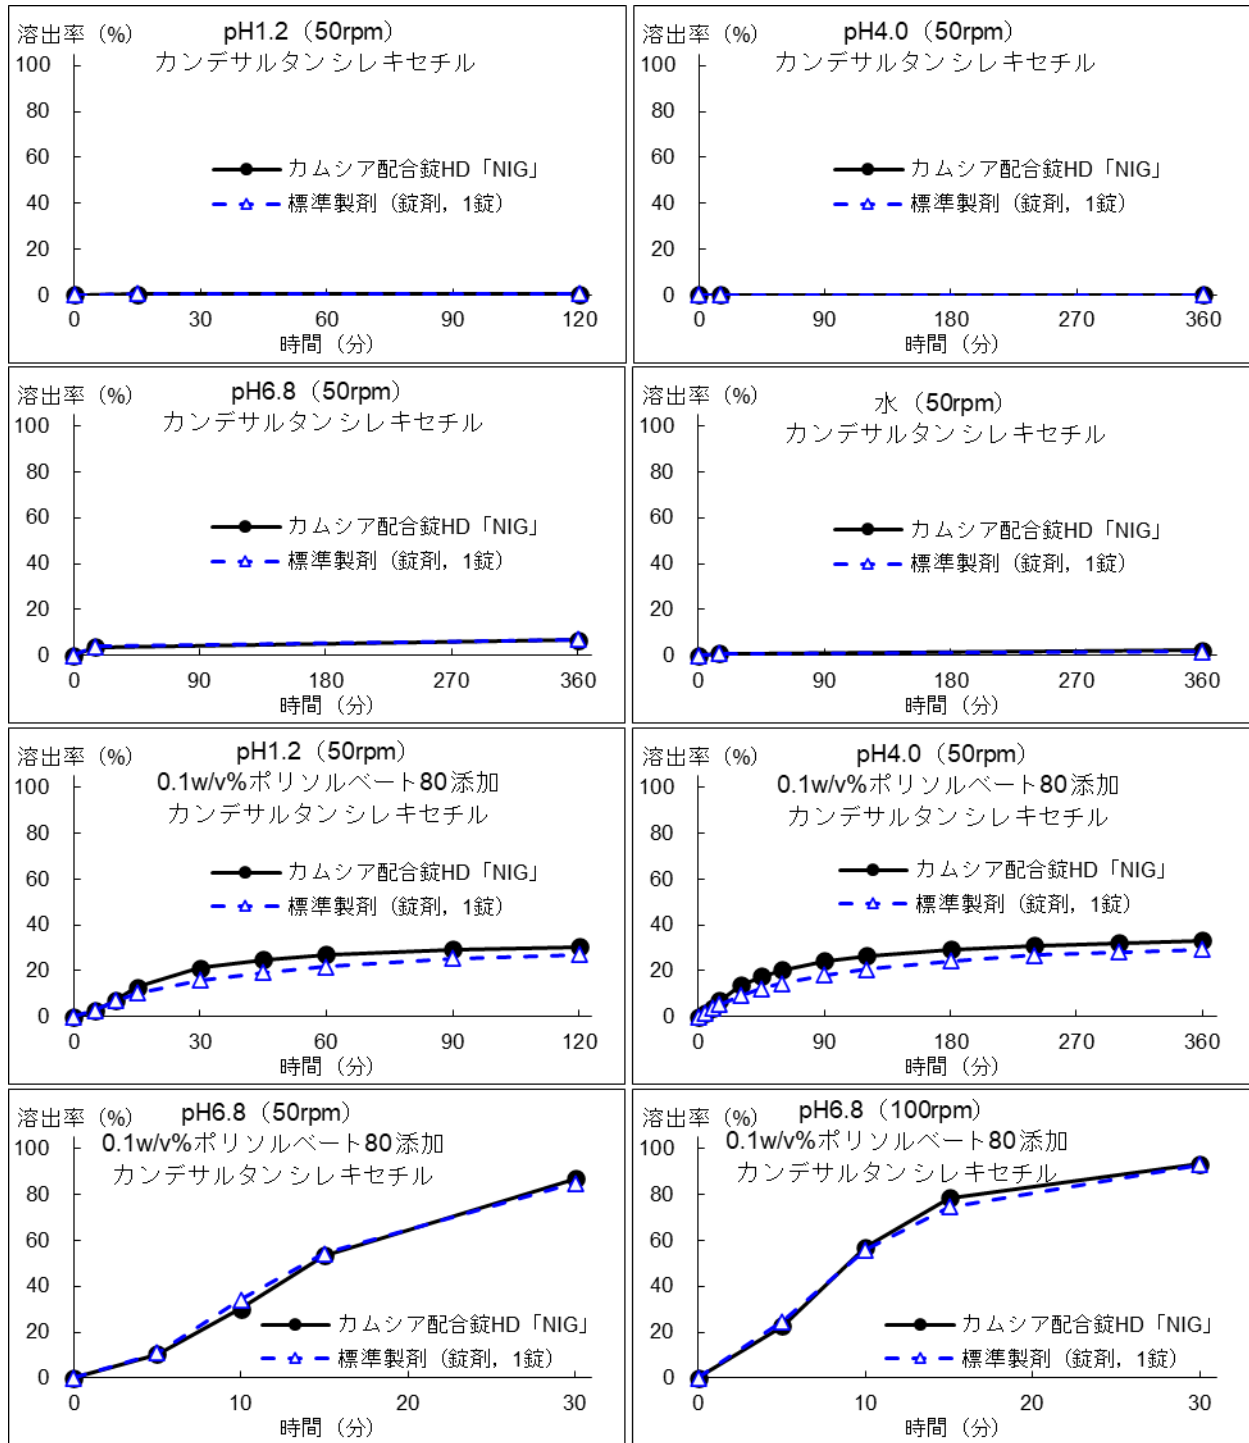 溶出率 (%)
pH1.2（50rpm）
カンデサルタン シレキセチル
100
80
60
40
20
0
カムシア配合錠HD「NIG」
標準製剤 (錠剤，1錠)
0 30 60 90 120
時間 (分)
溶出率 (%)
pH4.0（50rpm）
カンデサルタン シレキセチル
100
80
60
40
20
0
カムシア配合錠HD「NIG」
標準製剤 (錠剤，1錠)
0 90 180 270 360
時間 (分)
溶出率 (%)
pH6.8（50rpm）
カンデサルタン シレキセチル
100
80
60
40
20
0
カムシア配合錠HD「NIG」
標準製剤 (錠剤，1錠)
0 90 180 270 360
時間 (分)
溶出率 (%)
水（50rpm）
カンデサルタン シレキセチル
100
80
60
40
20
0
カムシア配合錠HD「NIG」
標準製剤 (錠剤，1錠)
0 90 180 270 360
時間 (分)
溶出率 (%)
pH1.2（50rpm）
0.1w/v%ポリソルベート80添加
カンデサルタン シレキセチル
100
80
60
40
20
0
カムシア配合錠HD「NIG」
標準製剤 (錠剤，1錠)
0 30 60 90 120
時間 (分)
溶出率 (%)
pH4.0（50rpm）
0.1w/v%ポリソルベート80添加
カンデサルタン シレキセチル
100
80
60
40
20
0
カムシア配合錠HD「NIG」
標準製剤 (錠剤，1錠)
0 90 180 270 360
時間 (分)
溶出率 (%)
pH6.8（50rpm）
0.1w/v%ポリソルベート80添加
カンデサルタン シレキセチル
100
80
60
40
20
0
カムシア配合錠HD「NIG」
標準製剤 (錠剤，1錠)
0 10 20 30
時間 (分)
溶出率 (%)
pH6.8（100rpm）
0.1w/v%ポリソルベート80添加
カンデサルタン シレキセチル
100
80
60
40
20
0
カムシア配合錠HD「NIG」
標準製剤 (錠剤，1錠)
0 10 20 30
時間 (分)